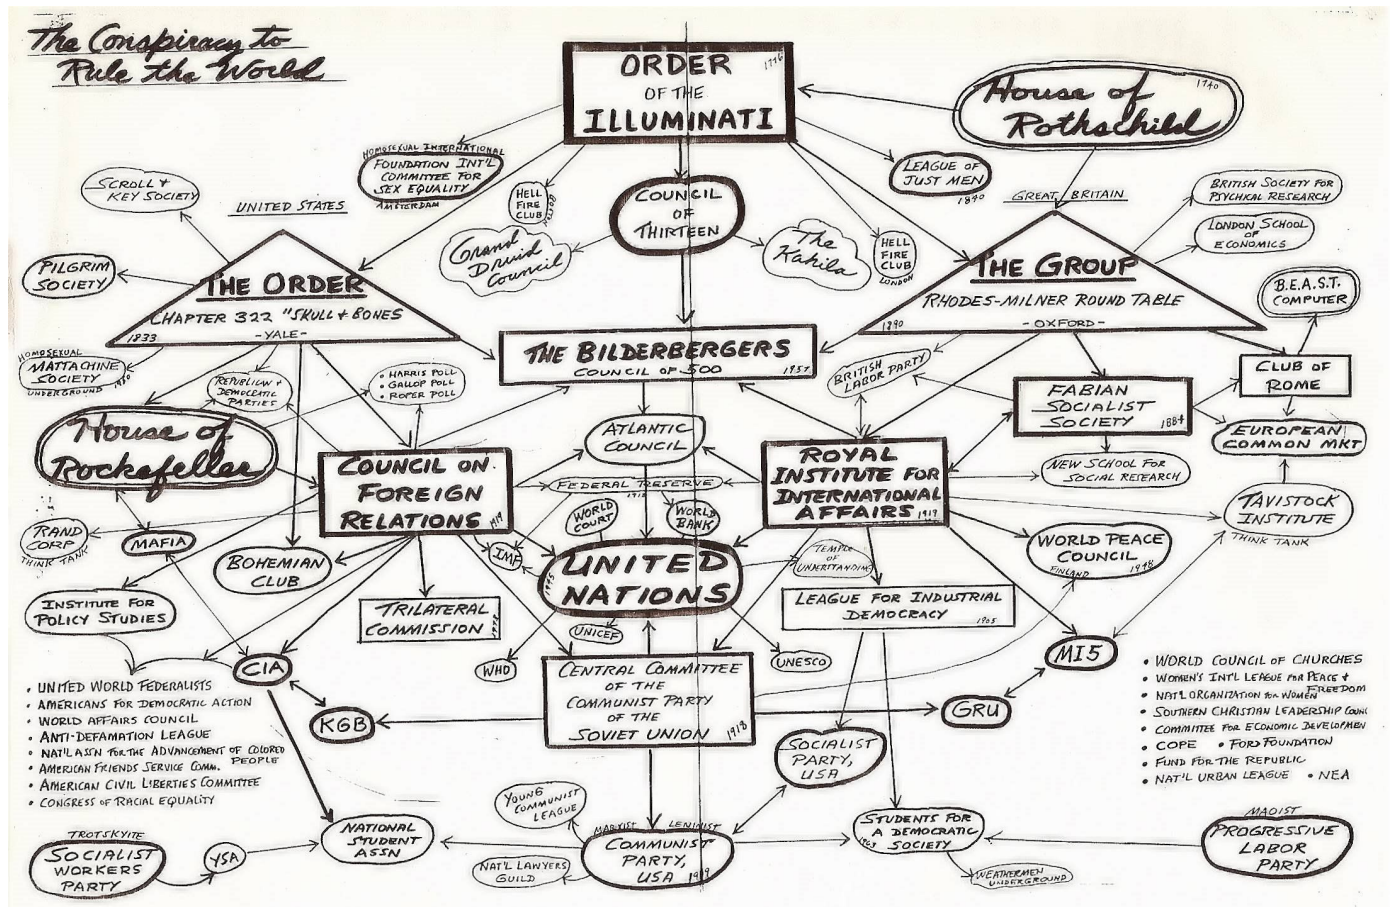 The Conspiracy to
Rule the World
ORDER 1776
OF THE
ILLUMINATI
House of 1740
Rothschild
HOMOSEXUAL INTERNATIONAL
FOUNDATION INT'L
COMMITTEE FOR
SEX EQUALITY
AMSTERDAM
HELL
FIRE
CLUB
COUNCIL
OF
THIRTEEN
LEAGUE OF
JUST MEN
1840
SCROLL &
KEY SOCIETY
UNITED STATES
GREAT BRITAIN
BRITISH SOCIETY FOR
PSYCHICAL RESEARCH
LONDON SCHOOL
OF
ECONOMICS
Grand
Druid
Council
The
Kahila
HELL
FIRE
CLUB
LONDON
PILGRIM
SOCIETY
THE ORDER
CHAPTER 322 "SKULL & BONES
1833 -YALE-
THE GROUP
RHODES-MILNER ROUND TABLE
1890 -OXFORD-
B.E.A.S.T.
COMPUTER
THE BILDERBERGERS
COUNCIL OF 500
HOMOSEXUAL
MATTACHINE
SOCIETY
UNDERGROUND
REPUBLICAN &
DEMOCRATIC
PARTIES
• HARRIS POLL
• GALLOP POLL
• ROPER POLL
BRITISH
LABOR PARTY
FABIAN
SOCIALIST
SOCIETY 1884
CLUB OF
ROME
House of
Rockafeller
ATLANTIC
COUNCIL
EUROPEAN
COMMON MKT
COUNCIL ON
FOREIGN
RELATIONS 1919
ROYAL
INSTITUTE FOR
INTERNATIONAL
AFFAIRS 1919
NEW SCHOOL FOR
SOCIAL RESEARCH
FEDERAL RESERVE
RAND
CORP
THINK TANK
MAFIA
BOHEMIAN
CLUB
WORLD
COURT
WORLD
BANK
TAVISTOCK
INSTITUTE
THINK TANK
IMF
UNITED
NATIONS
1945
TEMPLE
OF
UNDERSTANDING
WORLD PEACE
COUNCIL
FINLAND 1948
INSTITUTE FOR
POLICY STUDIES
TRILATERAL
COMMISSION
LEAGUE FOR INDUSTRIAL
DEMOCRACY 1905
UNICEF
WHO
UNESCO
CIA
MI5
KGB
GRU
CENTRAL COMMITTEE
OF THE
COMMUNIST PARTY
OF THE
SOVIET UNION 1918
• UNITED WORLD FEDERALISTS
• AMERICANS FOR DEMOCRATIC ACTION
• WORLD AFFAIRS COUNCIL
• ANTI-DEFAMATION LEAGUE
• NAT'L ASSN FOR THE ADVANCEMENT OF COLORED
PEOPLE
• AMERICAN FRIENDS SERVICE COMM.
• AMERICAN CIVIL LIBERTIES COMMITTEE
• CONGRESS OF RACIAL EQUALITY
• WORLD COUNCIL OF CHURCHES
• WOMEN'S INT'L LEAGUE FOR PEACE &
FREEDOM
• NAT'L ORGANIZATION FOR WOMEN
• SOUTHERN CHRISTIAN LEADERSHIP COUNC
• COMMITTEE FOR ECONOMIC DEVELOPMEN
• COPE • FORD FOUNDATION
• FUND FOR THE REPUBLIC
• NAT'L URBAN LEAGUE • NEA
SOCIALIST
PARTY,
USA
YOUNG
COMMUNIST
LEAGUE
TROTSKYITE
SOCIALIST
WORKERS
PARTY
YSA
NATIONAL
STUDENT
ASSN
MARXIST LENINIST
COMMUNIST
PARTY,
USA 1919
NAT'L LAWYERS
GUILD
STUDENTS FOR
A DEMOCRATIC
SOCIETY
WEATHERMEN
UNDERGROUND
MAOIST
PROGRESSIVE
LABOR
PARTY